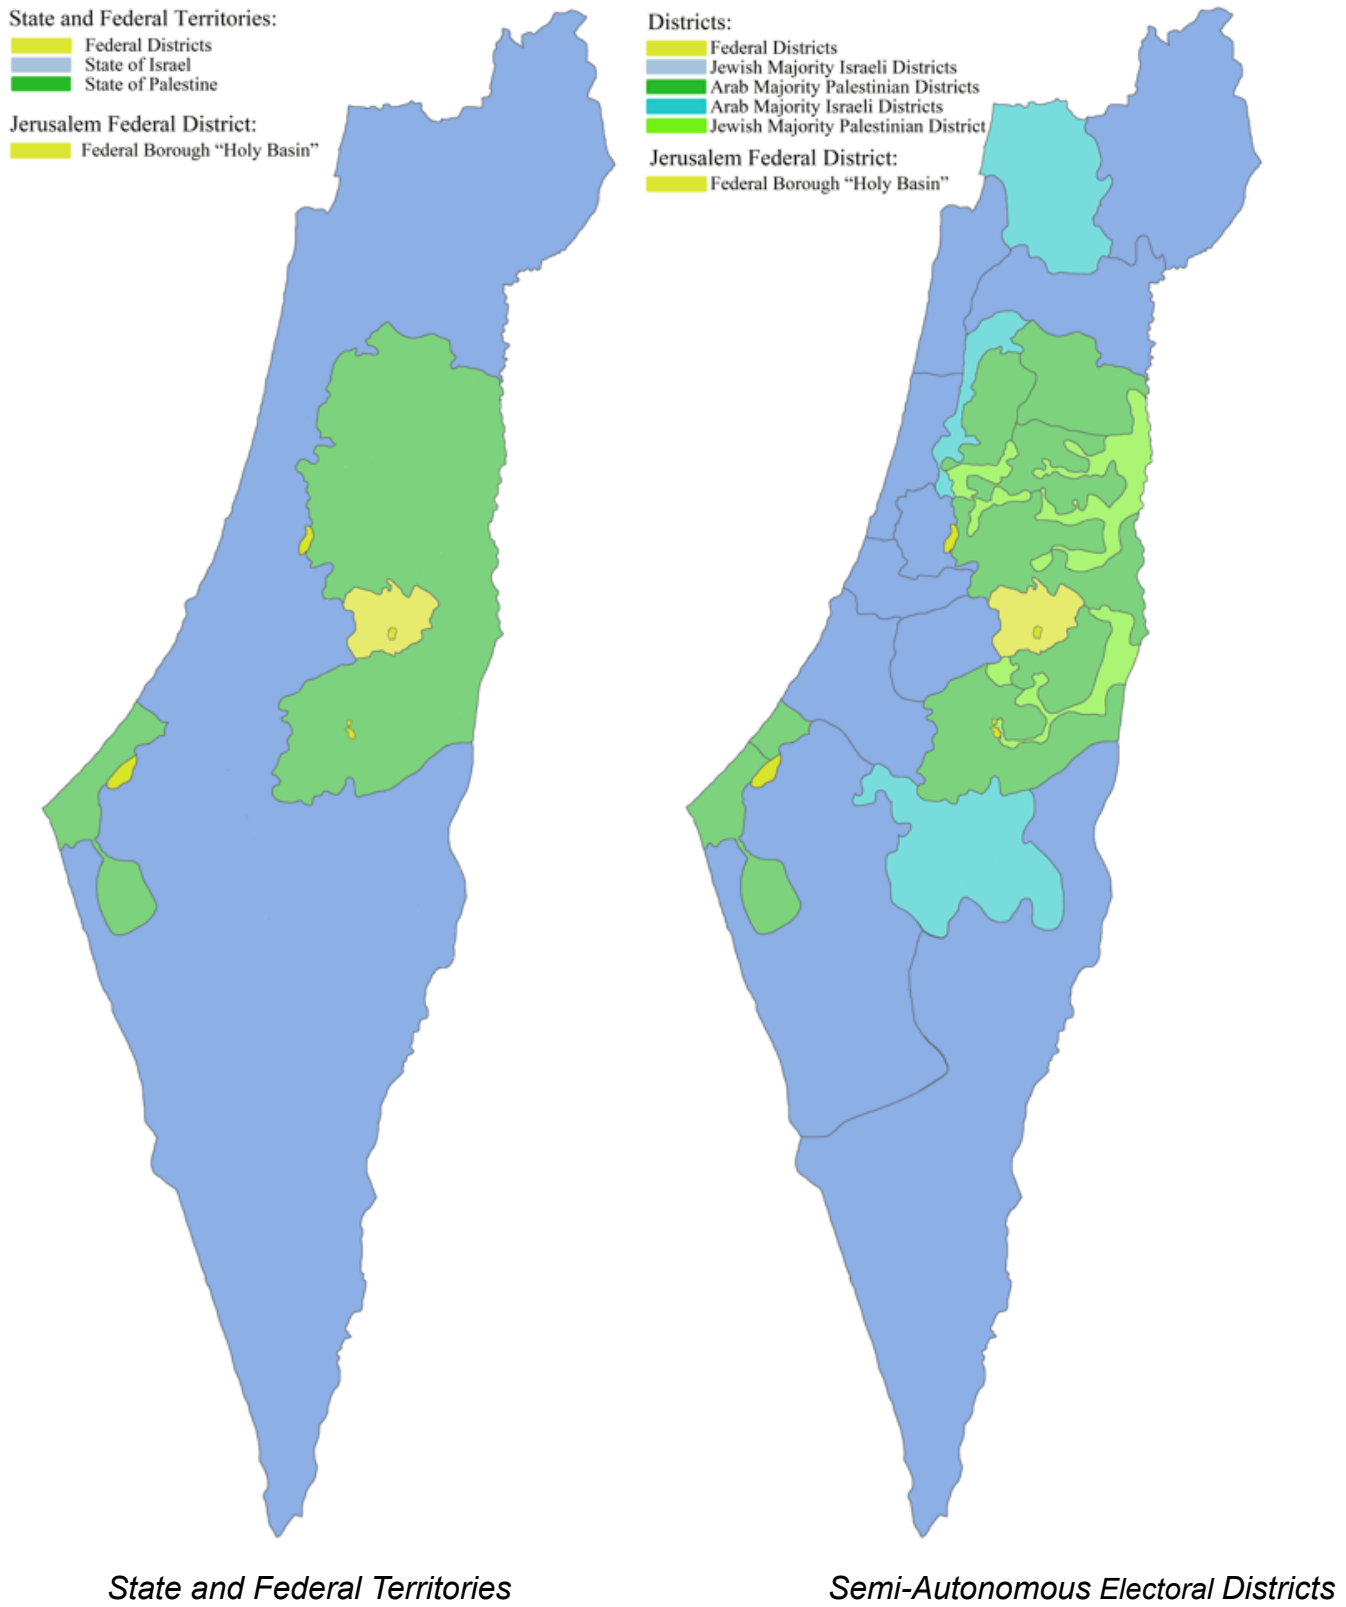 State and Federal Territories:
Federal Districts
State of Israel
State of Palestine
Jerusalem Federal District:
Federal Borough “Holy Basin”
Districts:
Federal Districts
Jewish Majority Israeli Districts
Arab Majority Palestinian Districts
Arab Majority Israeli Districts
Jewish Majority Palestinian District
Jerusalem Federal District:
Federal Borough “Holy Basin”
State and Federal Territories
Semi-Autonomous Electoral Districts